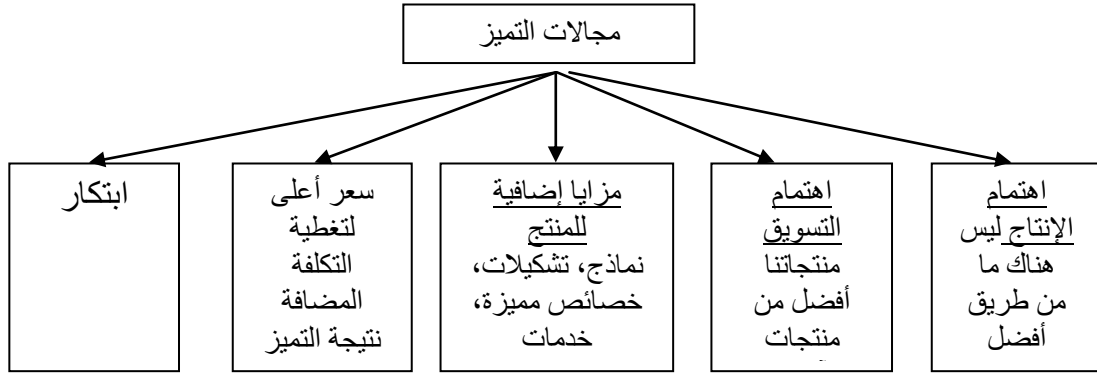 مجالات التميز
اهتمام
الإنتاج ليس
هناك ما
من طريق
أفضل
اهتمام
التسويق
منتجاتنا
أفضل من
منتجات
مزايا إضافية
للمنتج
نماذج، تشكيلات،
خصائص مميزة،
خدمات
سعر أعلى
لتغطية
التكلفة
المضافة
نتيجة التميز
ابتكار